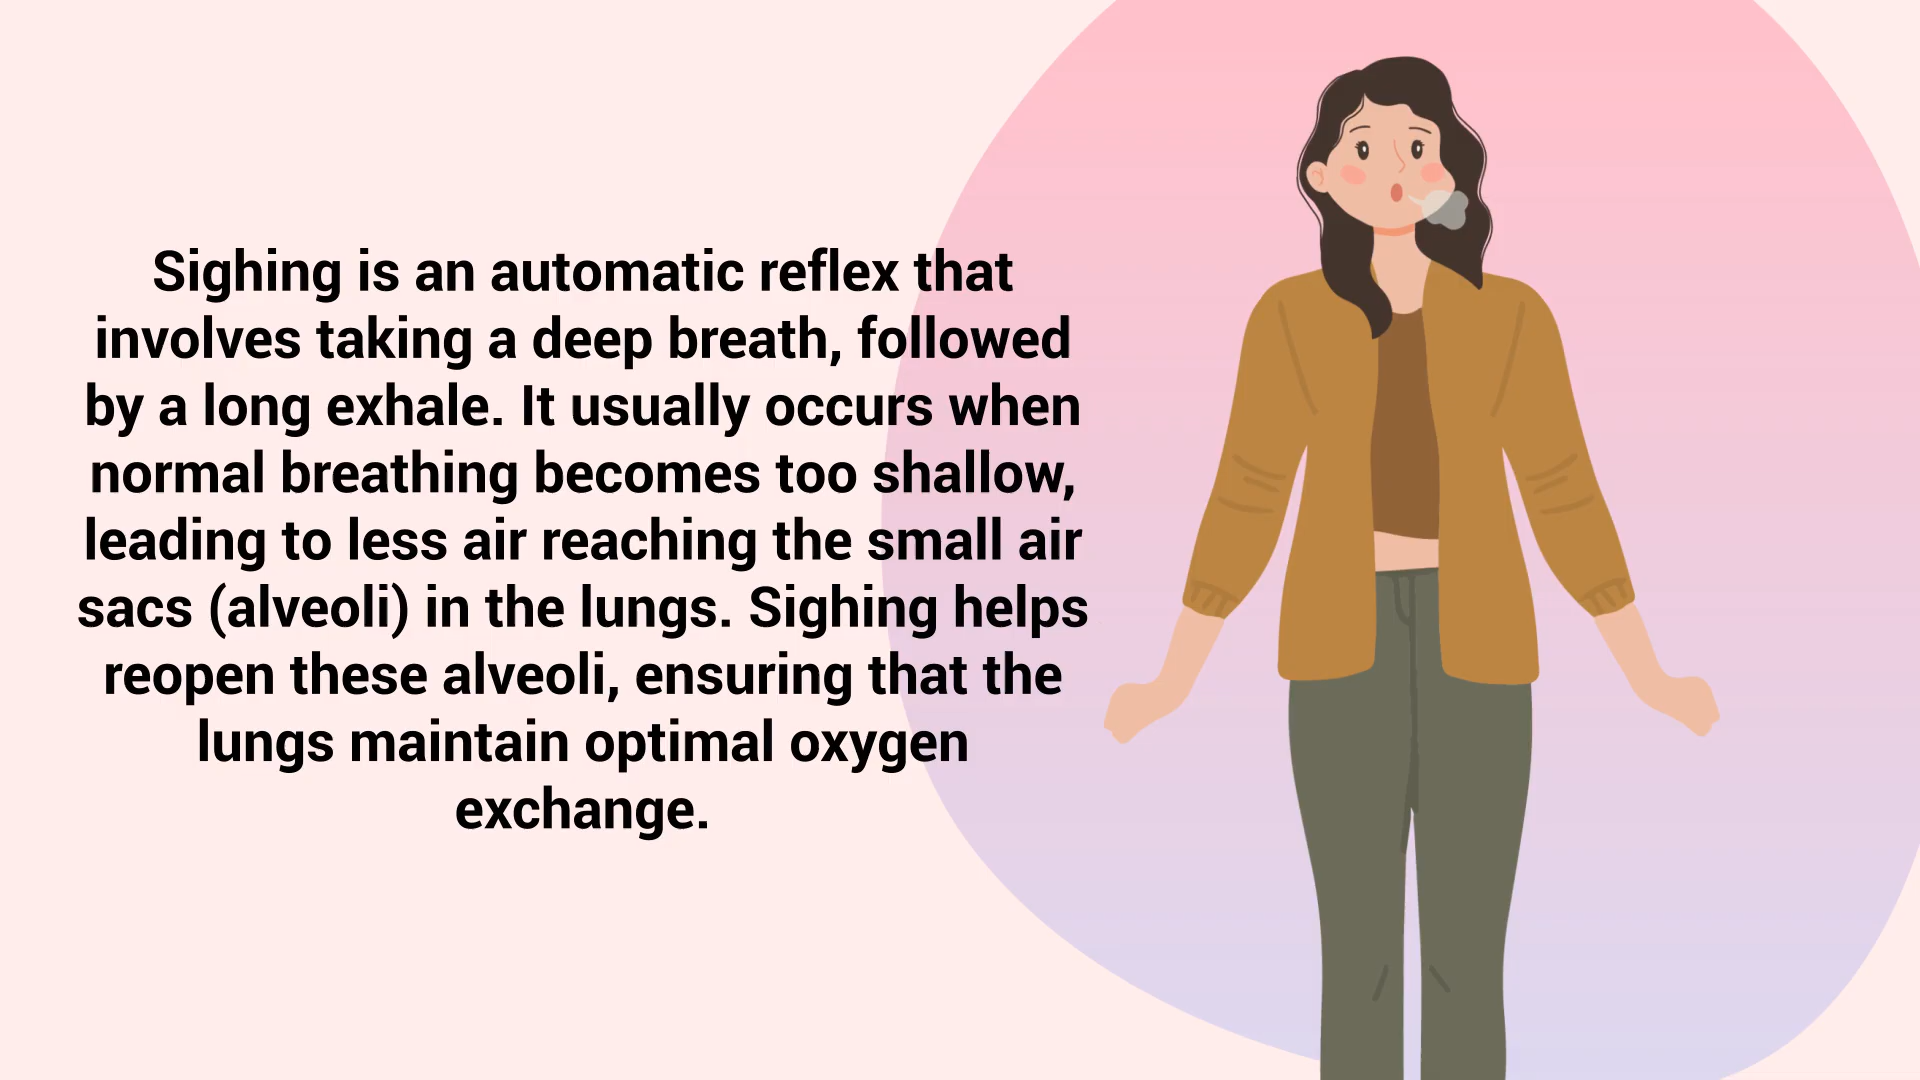 Sighing is an automatic reflex that
involves taking a deep breath, followed
by a long exhale. It usually occurs when
normal breathing becomes too shallow,
leading to less air reaching the small air
sacs (alveoli) in the lungs. Sighing helps
reopen these alveoli, ensuring that the
lungs maintain optimal oxygen
exchange.